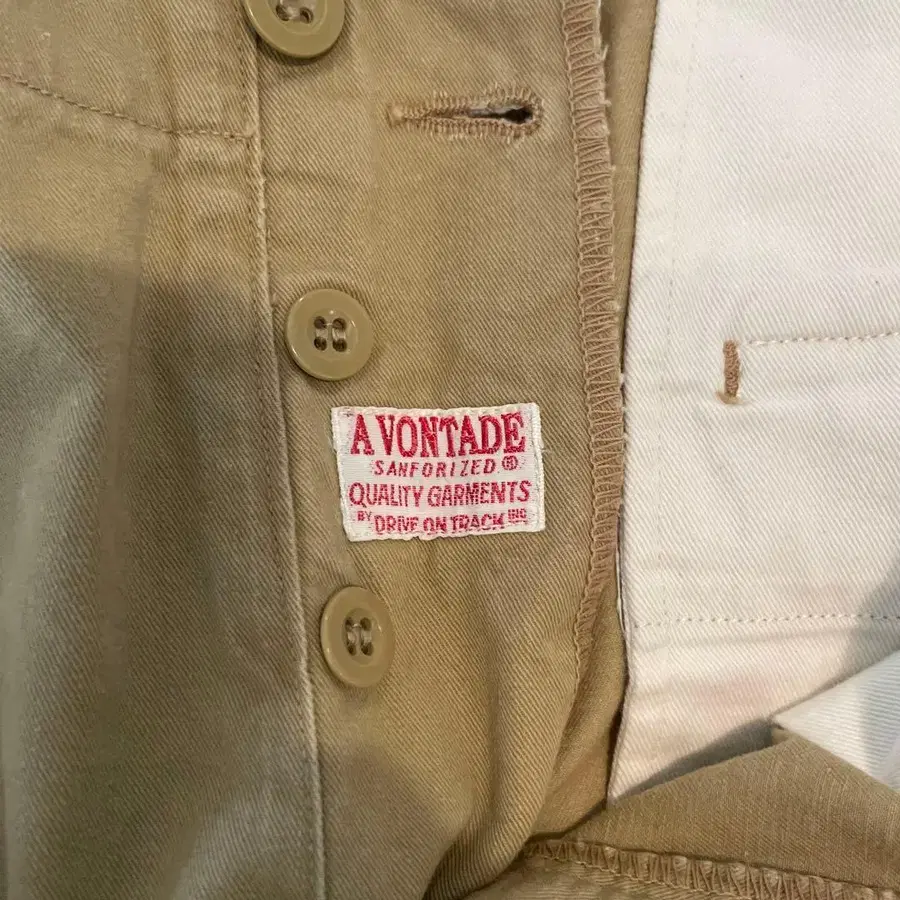 A VONTADE
SANFORIZED ®
QUALITY GARMENTS
BY DRIVE ON TRACK INC